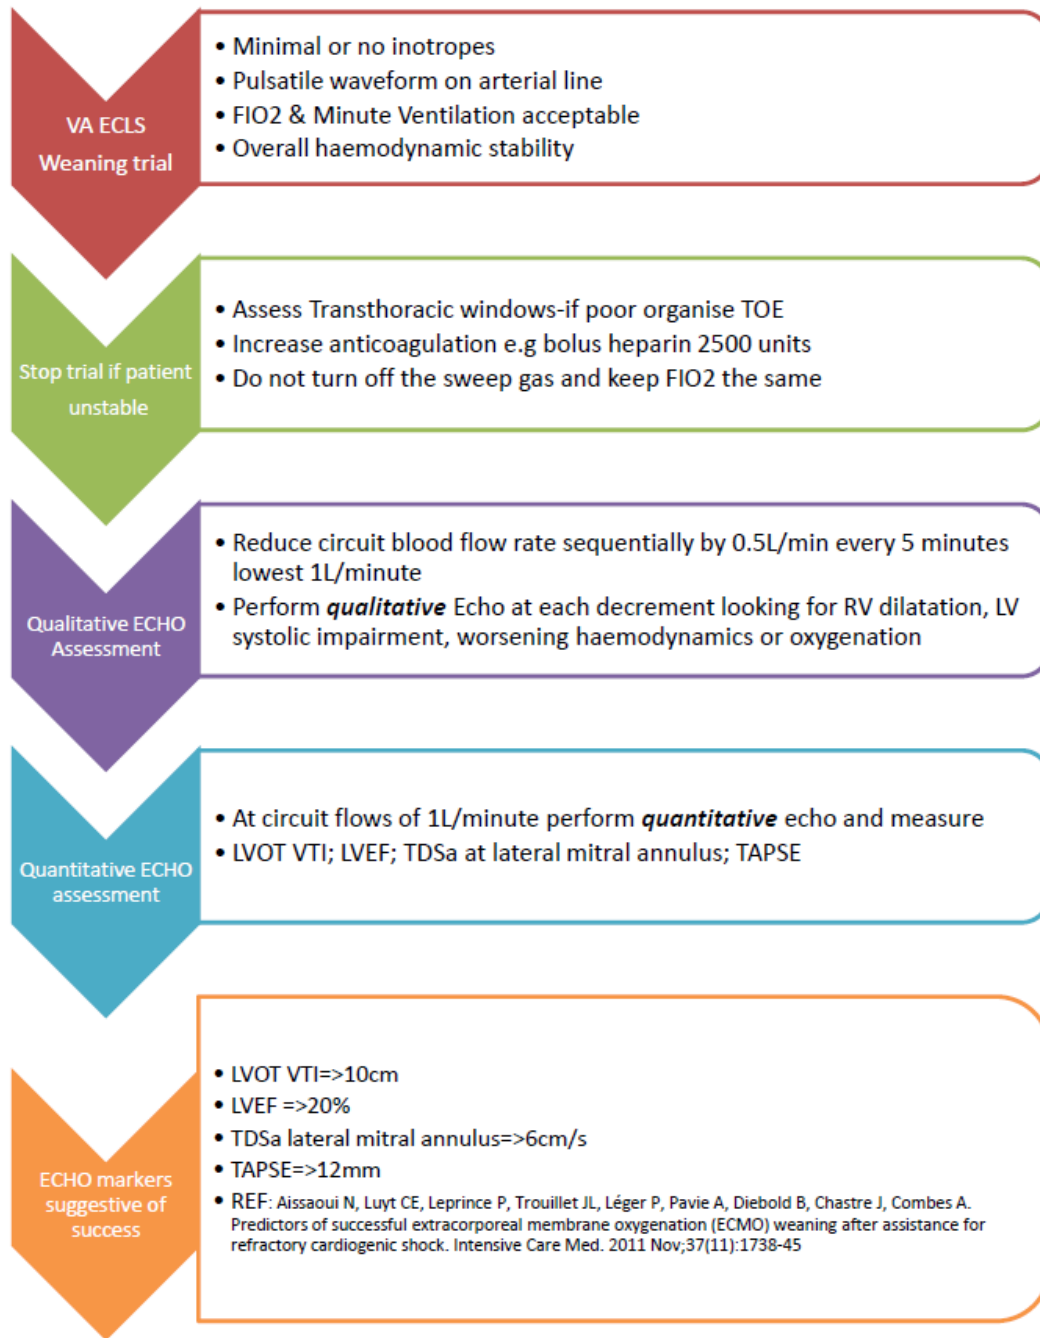 VA ECLS
Weaning trial
• Minimal or no inotropes
• Pulsatile waveform on arterial line
• FIO2 & Minute Ventilation acceptable
• Overall haemodynamic stability
Stop trial if patient
unstable
• Assess Transthoracic windows-if poor organise TOE
• Increase anticoagulation e.g bolus heparin 2500 units
• Do not turn off the sweep gas and keep FIO2 the same
Qualitative ECHO
Assessment
• Reduce circuit blood flow rate sequentially by 0.5L/min every 5 minutes
lowest 1L/minute
• Perform qualitative Echo at each decrement looking for RV dilatation, LV
systolic impairment, worsening haemodynamics or oxygenation
Quantitative ECHO
assessment
• At circuit flows of 1L/minute perform quantitative echo and measure
• LVOT VTI; LVEF; TDSa at lateral mitral annulus; TAPSE
ECHO markers
suggestive of
success
• LVOT VTI=>10cm
• LVEF =>20%
• TDSa lateral mitral annulus=>6cm/s
• TAPSE=>12mm
• REF: Aissaoui N, Luyt CE, Leprince P, Trouillet JL, Léger P, Pavie A, Diebold B, Chastre J, Combes A.
Predictors of successful extracorporeal membrane oxygenation (ECMO) weaning after assistance for
refractory cardiogenic shock. Intensive Care Med. 2011 Nov;37(11):1738-45